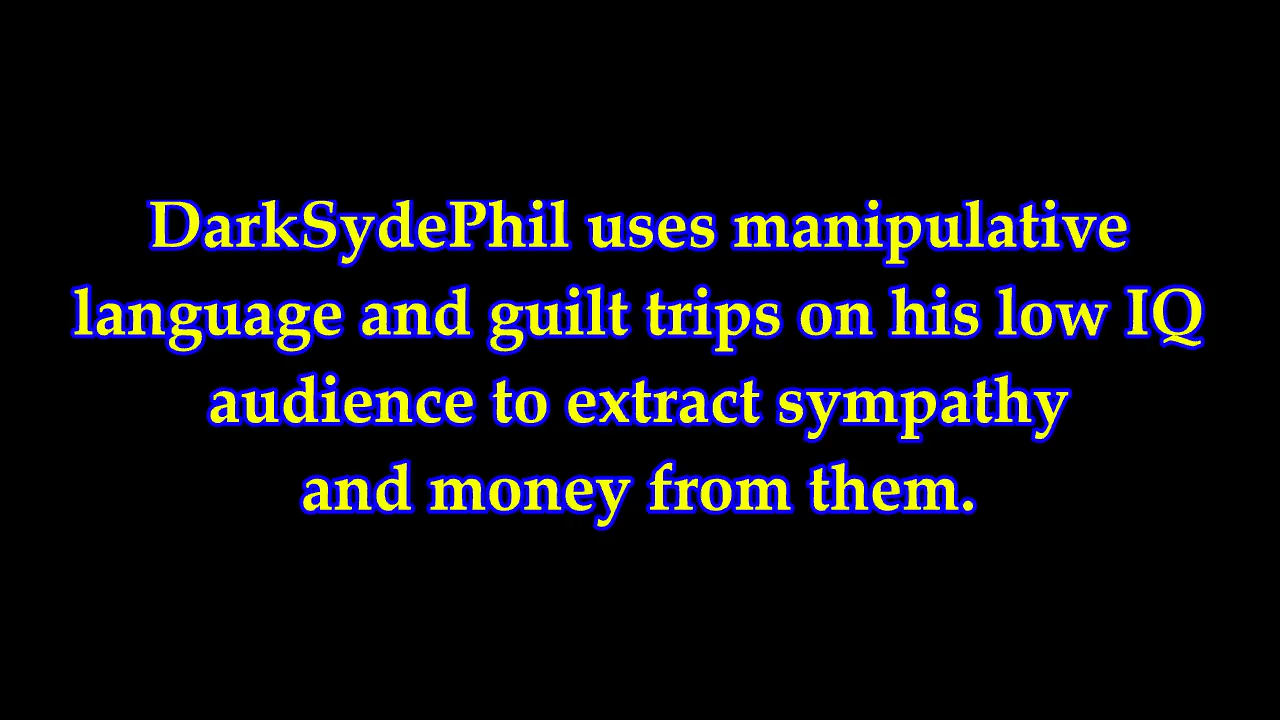 DarkSydePhil uses manipulative
language and guilt trips on his low IQ
audience to extract sympathy
and money from them.